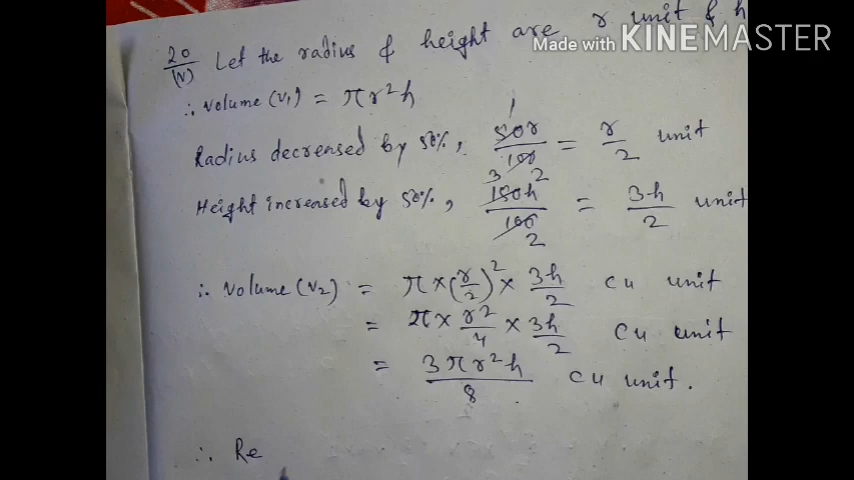 20
(v) Let the radius & height are r unit & h
Made with KINEMASTER
∴ volume (v₁) = πr²h
Radius decreased by 50%, 50r/100 = r/2 unit
Height increased by 50%, 150h/100 = 3h/2 unit
∴ volume (v₂) = π × (r/2)² × 3h/2 cu unit
= π × r²/4 × 3h/2 cu unit
= 3πr²h/8 cu unit.
∴ Re